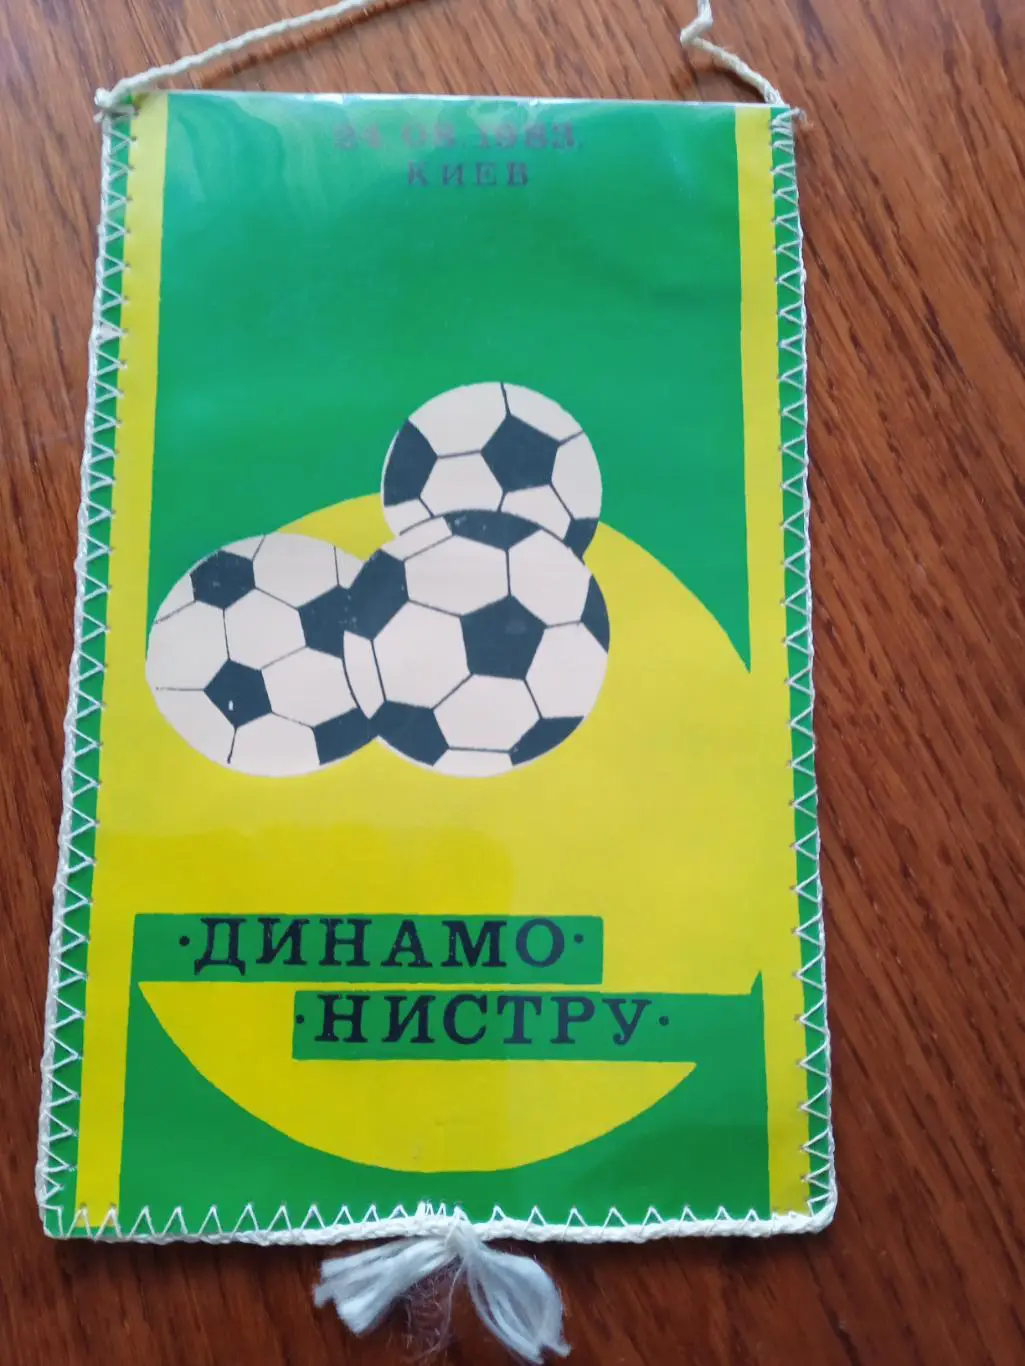 24.08.1983.
КИЕВ
·ДИНАМО·
·НИСТРУ·